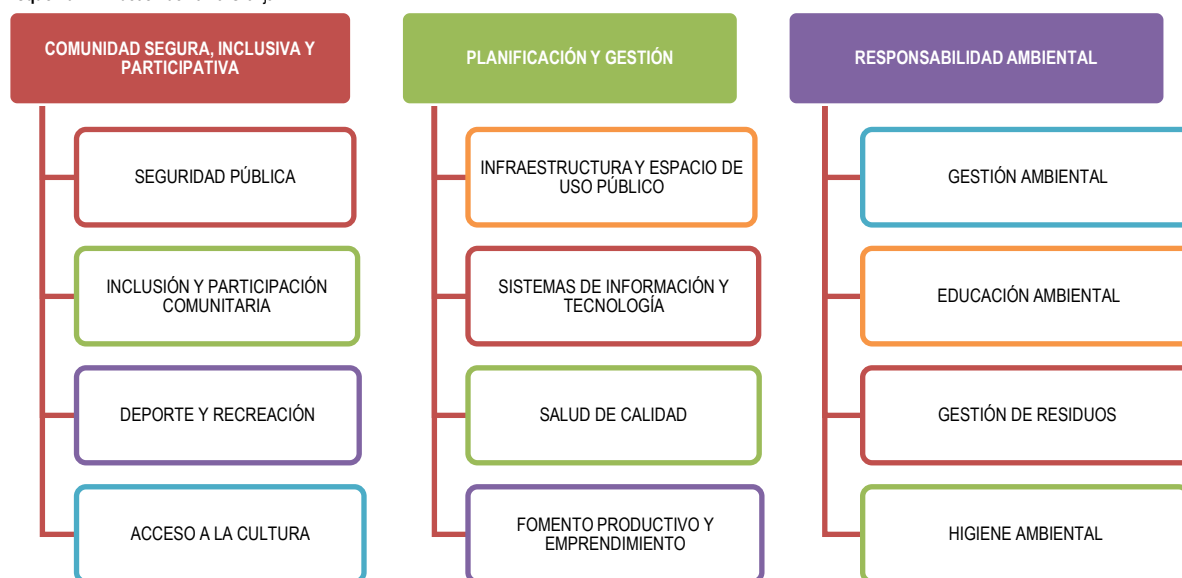 COMUNIDAD SEGURA, INCLUSIVA Y
PARTICIPATIVA
SEGURIDAD PÚBLICA
INCLUSIÓN Y PARTICIPACIÓN
COMUNITARIA
DEPORTE Y RECREACIÓN
ACCESO A LA CULTURA
PLANIFICACIÓN Y GESTIÓN
INFRAESTRUCTURA Y ESPACIO DE
USO PÚBLICO
SISTEMAS DE INFORMACIÓN Y
TECNOLOGÍA
SALUD DE CALIDAD
FOMENTO PRODUCTIVO Y
EMPRENDIMIENTO
RESPONSABILIDAD AMBIENTAL
GESTIÓN AMBIENTAL
EDUCACIÓN AMBIENTAL
GESTIÓN DE RESIDUOS
HIGIENE AMBIENTAL